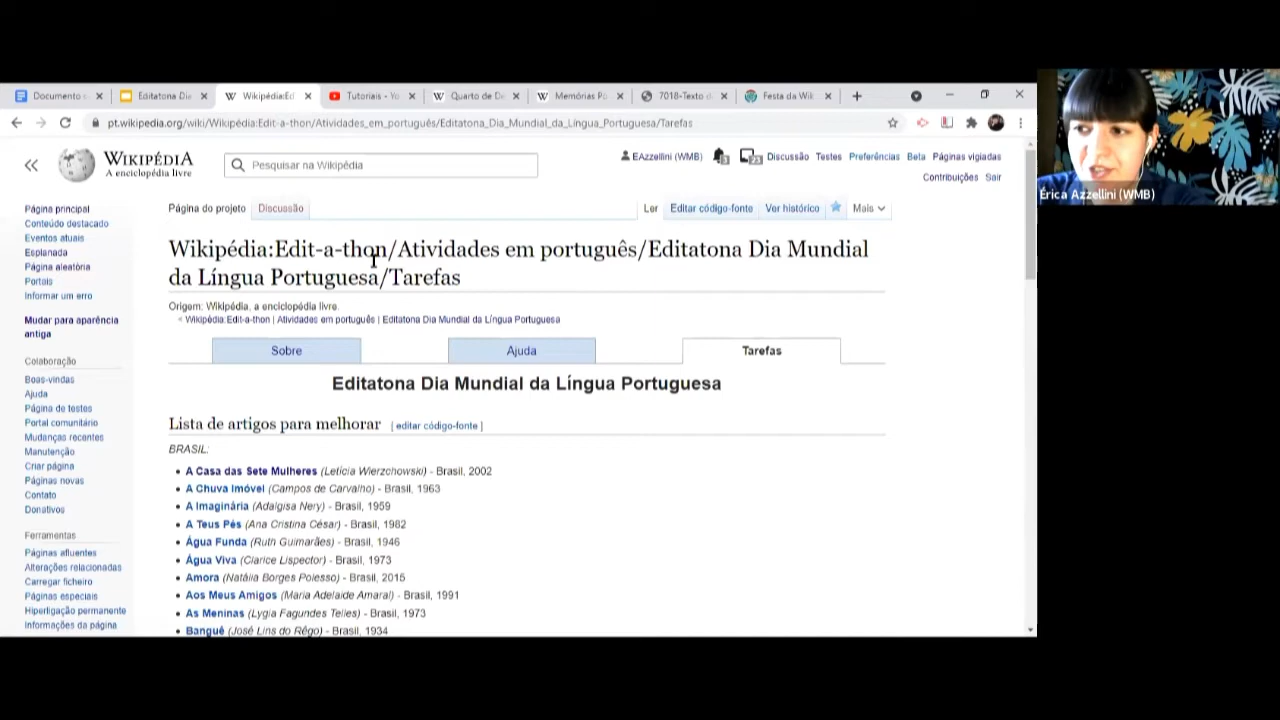 Documento
Editatona Dia
Wikipédia:Ed
Tutoriais - Yo
Quarto de De
Memórias Pó
7018-Texto d
Festa da Wik
pt.wikipedia.org/wiki/Wikipédia:Edit-a-thon/Atividades_em_português/Editatona_Dia_Mundial_da_Língua_Portuguesa/Tarefas
WIKIPÉDIA
A enciclopédia livre
Pesquisar na Wikipédia
EAzzellini (WMB) Discussão Testes Preferências Beta Páginas vigiadas
Contribuições Sair
Érica Azzellini (WMB)
Página do projeto Discussão Ler Editar código-fonte Ver histórico Mais
Página principal
Conteúdo destacado
Eventos atuais
Esplanada
Página aleatória
Portais
Informar um erro
Mudar para aparência
antiga
Colaboração
Boas-vindas
Ajuda
Página de testes
Portal comunitário
Mudanças recentes
Manutenção
Criar página
Páginas novas
Contato
Donativos
Ferramentas
Páginas afluentes
Alterações relacionadas
Carregar ficheiro
Páginas especiais
Hiperligação permanente
Informações da página
Wikipédia:Edit-a-thon/Atividades em português/Editatona Dia Mundial
da Língua Portuguesa/Tarefas
Origem: Wikipédia, a enciclopédia livre.
< Wikipédia:Edit-a-thon | Atividades em português | Editatona Dia Mundial da Língua Portuguesa
Sobre Ajuda Tarefas
Editatona Dia Mundial da Língua Portuguesa
Lista de artigos para melhorar [ editar código-fonte ]
BRASIL:
• A Casa das Sete Mulheres (Letícia Wierzchowski) - Brasil, 2002
• A Chuva Imóvel (Campos de Carvalho) - Brasil, 1963
• A Imaginária (Adalgisa Nery) - Brasil, 1959
• A Teus Pés (Ana Cristina César) - Brasil, 1982
• Água Funda (Ruth Guimarães) - Brasil, 1946
• Água Viva (Clarice Lispector) - Brasil, 1973
• Amora (Natália Borges Polesso) - Brasil, 2015
• Aos Meus Amigos (Maria Adelaide Amaral) - Brasil, 1991
• As Meninas (Lygia Fagundes Telles) - Brasil, 1973
• Banguê (José Lins do Rêgo) - Brasil, 1934